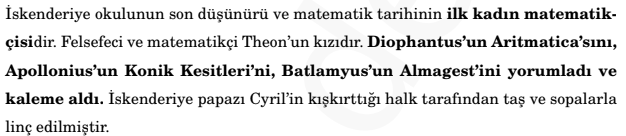 İskenderiye okulunun son düşünürü ve matematik tarihinin ilk kadın matematik-
çisidir. Felsefeci ve matematikçi Theon’un kızıdır. Diophantus’un Aritmatica’sını,
Apollonius’un Konik Kesitleri’ni, Batlamyus’un Almagest’ini yorumladı ve
kaleme aldı. İskenderiye papazı Cyril’in kışkırttığı halk tarafından taş ve sopalarla
linç edilmiştir.